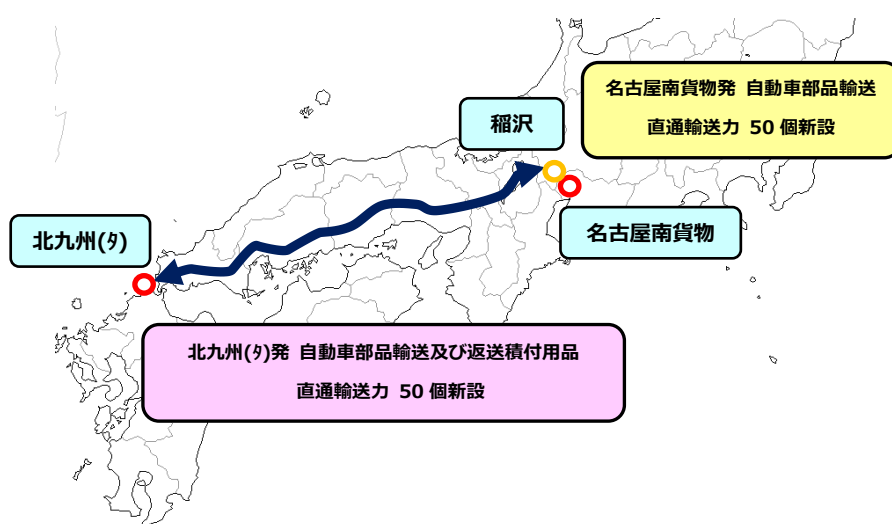 名古屋南貨物発 自動車部品輸送
直通輸送力 50 個新設
稲沢
名古屋南貨物
北九州(ﾀ)
北九州(ﾀ)発 自動車部品輸送及び返送積付用品
直通輸送力 50 個新設